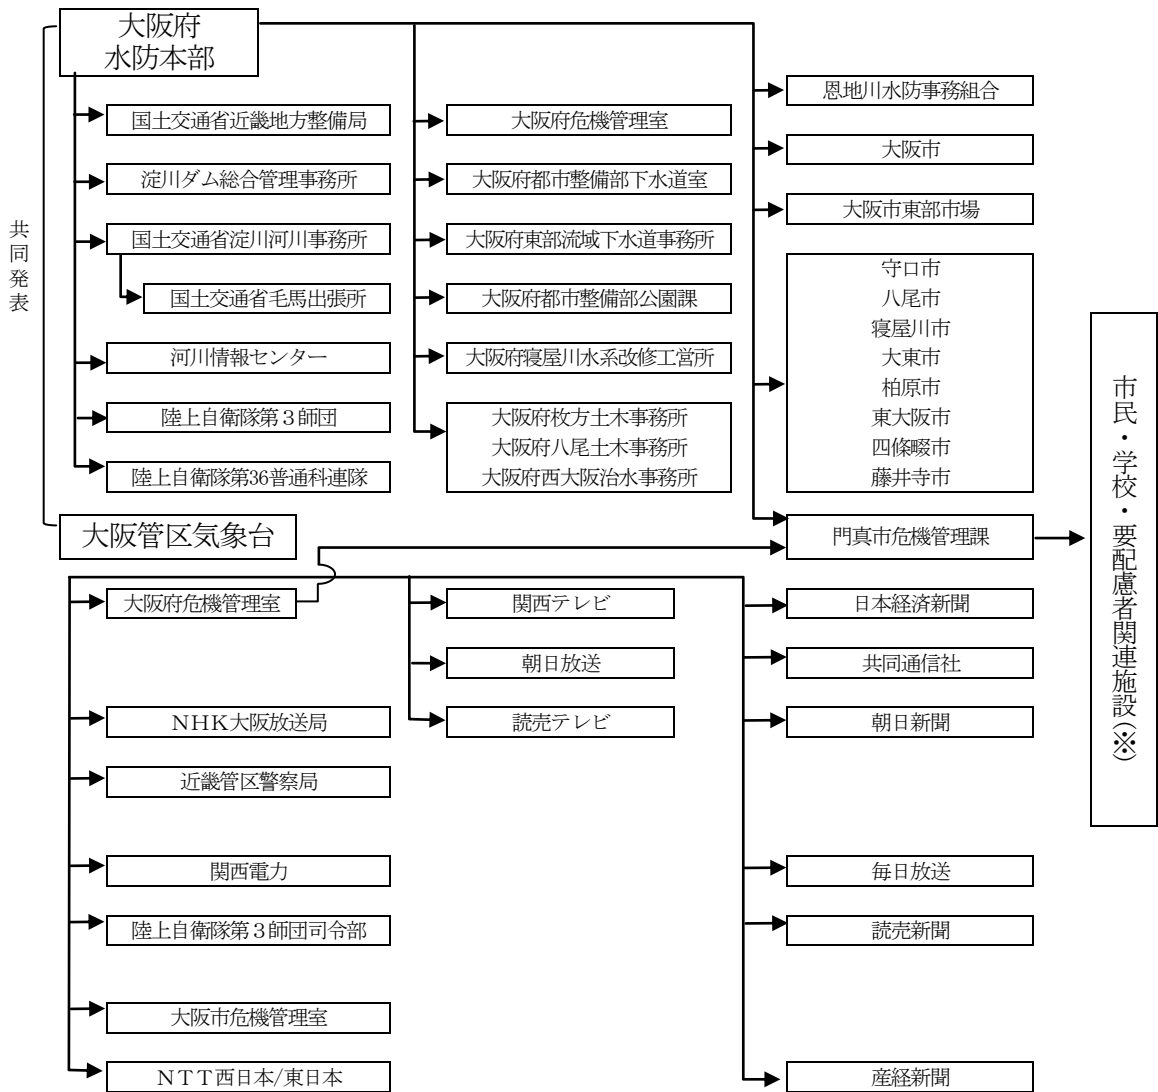 大阪府
水防本部
共同発表
国土交通省近畿地方整備局
淀川ダム総合管理事務所
国土交通省淀川河川事務所
国土交通省毛馬出張所
河川情報センター
陸上自衛隊第３師団
陸上自衛隊第36普通科連隊
大阪府危機管理室
大阪府都市整備部下水道室
大阪府東部流域下水道事務所
大阪府都市整備部公園課
大阪府寝屋川水系改修工営所
大阪府枚方土木事務所
大阪府八尾土木事務所
大阪府西大阪治水事務所
恩地川水防事務組合
大阪市
大阪市東部市場
守口市
八尾市
寝屋川市
大東市
柏原市
東大阪市
四條畷市
藤井寺市
門真市危機管理課
市民・学校・要配慮者関連施設(※)
大阪管区気象台
大阪府危機管理室
NHK大阪放送局
近畿管区警察局
関西電力
陸上自衛隊第３師団司令部
大阪市危機管理室
ＮＴＴ西日本/東日本
関西テレビ
朝日放送
読売テレビ
日本経済新聞
共同通信社
朝日新聞
毎日放送
読売新聞
産経新聞